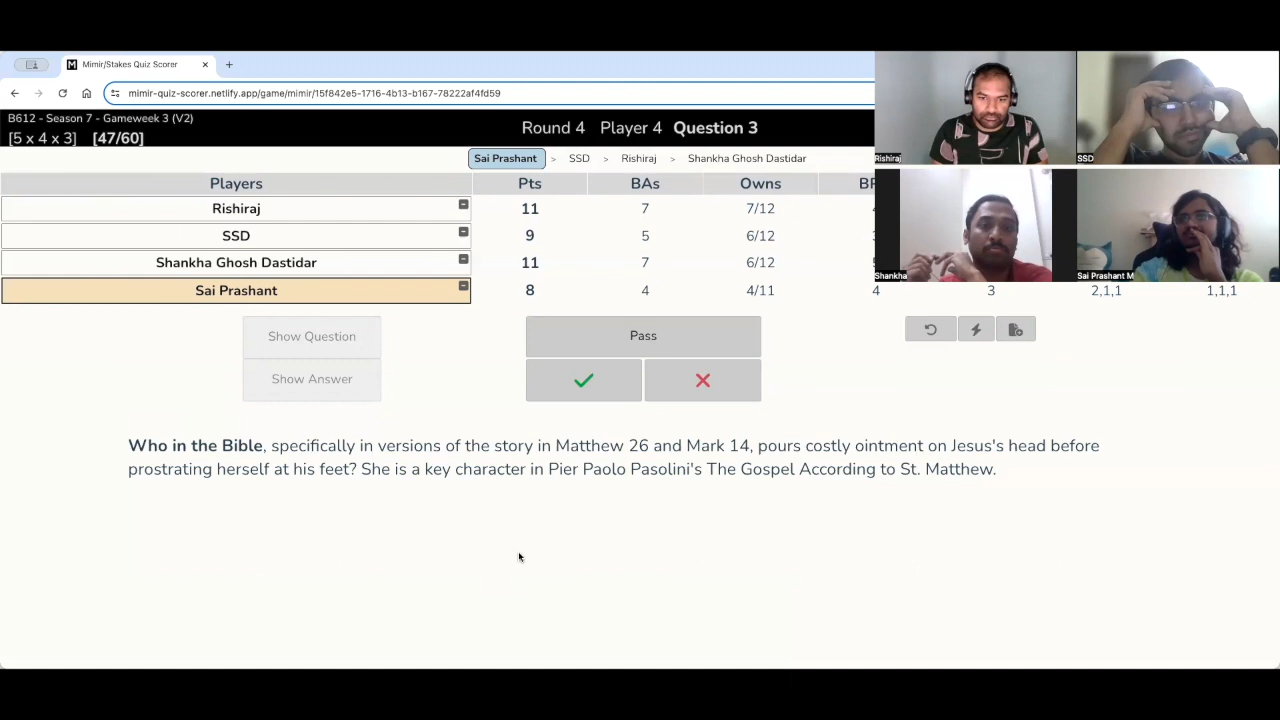 Mimir/Stakes Quiz Scorer
mimir-quiz-scorer.netlify.app/game/mimir/15f842e5-1716-4b13-b167-78222af4fd59
B612 - Season 7 - Gameweek 3 (V2)
[5 x 4 x 3] [47/60]
Round 4 Player 4 Question 3
Sai Prashant > SSD > Rishiraj > Shankha Ghosh Dastidar
Players Pts BAs Owns
Rishiraj 11 7 7/12
SSD 9 5 6/12
Shankha Ghosh Dastidar 11 7 6/12
Sai Prashant 8 4 4/11 4 3 2,1,1 1,1,1
Rishiraj
SSD
Shankha
Sai Prashant M
Show Question
Pass
Show Answer
Who in the Bible, specifically in versions of the story in Matthew 26 and Mark 14, pours costly ointment on Jesus's head before
prostrating herself at his feet? She is a key character in Pier Paolo Pasolini's The Gospel According to St. Matthew.